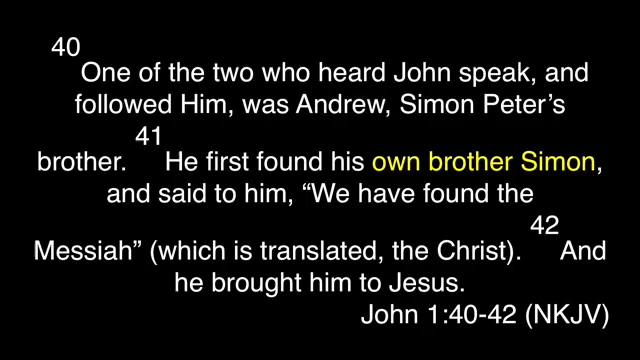 40
One of the two who heard John speak, and
followed Him, was Andrew, Simon Peter’s
brother. 41 He first found his own brother Simon,
and said to him, “We have found the
Messiah” (which is translated, the Christ). 42 And
he brought him to Jesus.
John 1:40-42 (NKJV)